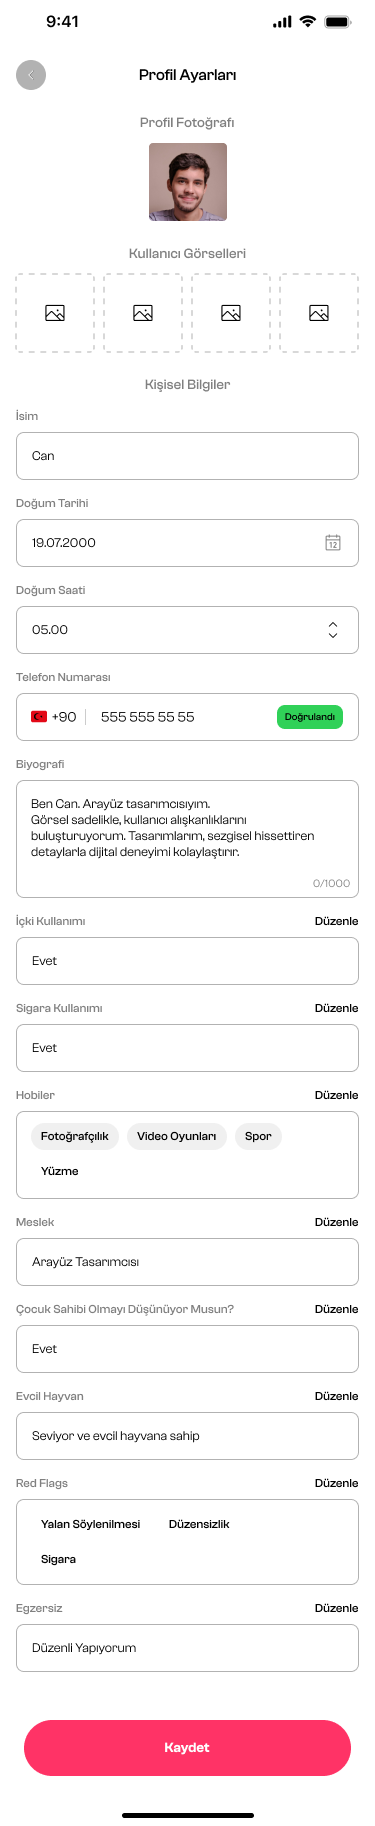 9:41
Profil Ayarları
Profil Fotoğrafı
Kullanıcı Görselleri
Kişisel Bilgiler
İsim
Can
Doğum Tarihi
19.07.2000
12
Doğum Saati
05.00
Telefon Numarası
+90 555 555 55 55 Doğrulandı
Biyografi
Ben Can. Arayüz tasarımcısıyım.
Görsel sadelikle, kullanıcı alışkanlıklarını
buluşturuyorum. Tasarımlarım, sezgisel hissettiren
detaylarla dijital deneyimi kolaylaştırır.
0/1000
İçki Kullanımı Düzenle
Evet
Sigara Kullanımı Düzenle
Evet
Hobiler Düzenle
Fotoğrafçılık Video Oyunları Spor
Yüzme
Meslek Düzenle
Arayüz Tasarımcısı
Çocuk Sahibi Olmayı Düşünüyor Musun? Düzenle
Evet
Evcil Hayvan Düzenle
Seviyor ve evcil hayvana sahip
Red Flags Düzenle
Yalan Söylenilmesi Düzensizlik
Sigara
Egzersiz Düzenle
Düzenli Yapıyorum
Kaydet